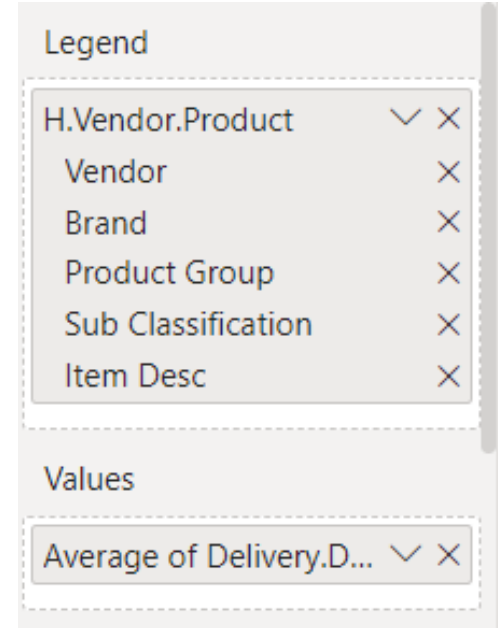 Legend
H.Vendor.Product
Vendor
Brand
Product Group
Sub Classification
Item Desc
Values
Average of Delivery.D...